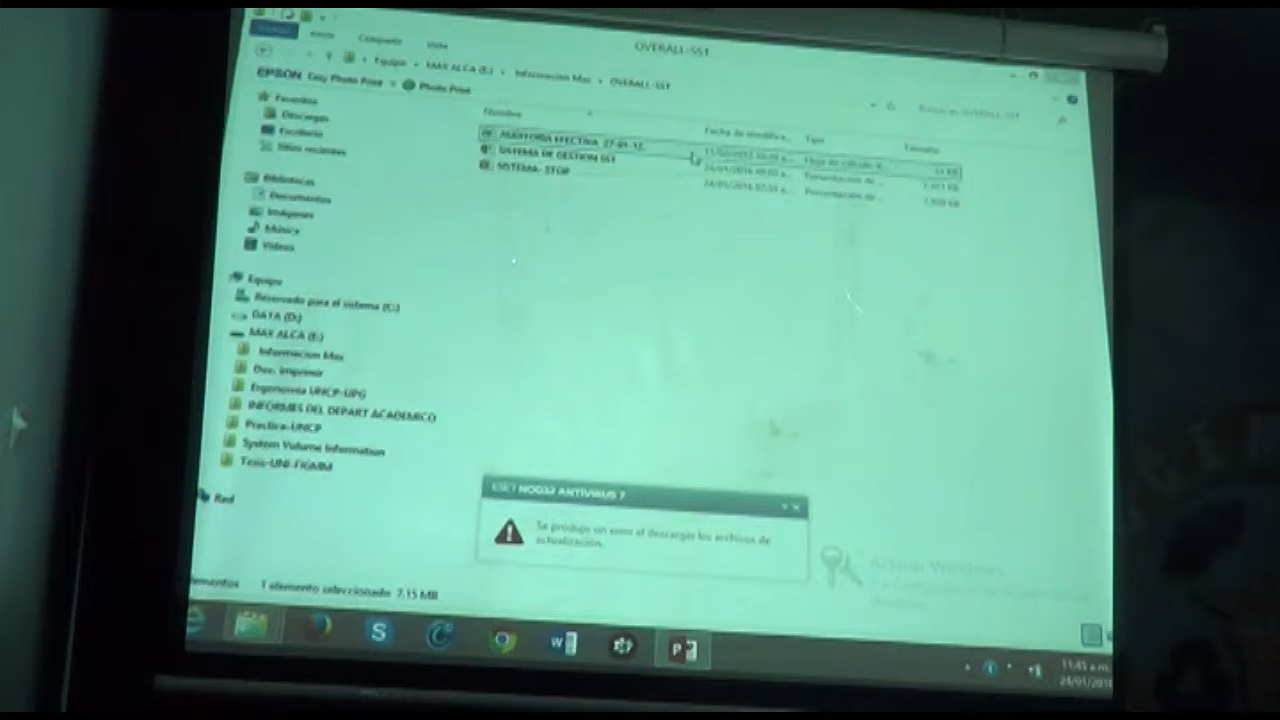 OVERALL-SST
Inicio Compartir Vista
Equipo MAX ALCA (E:) Informacion Max OVERALL-SST
EPSON Easy Photo Print Photo Print
Nombre Fecha de modifica... Tipo Tamaño
Favoritos
Descargas
Escritorio
Sitios recientes
AUDITORIA EFECTIVA 27-01-12.
SISTEMA DE GESTION SST Presentación de ...
SISTEMA- STOP Presentación de ...
Bibliotecas
Documentos
Imágenes
Música
Vídeos
Equipo
Reservado para el sistema (C:)
DATA (D:)
MAX ALCA (E:)
Informacion Max
Doc. imprimir
Ergonomia UNCP-UPG
INFORMES DEL DEPART ACADEMICO
Practica-UNCP
System Volume Information
Tesis-UNI-FIGMM
Red
ESET NOD32 ANTIVIRUS 7
Se produjo un error al descargar los archivos de
actualización.
Activar Windows
1 elemento seleccionado 7.15 MB
11:45 a.m.